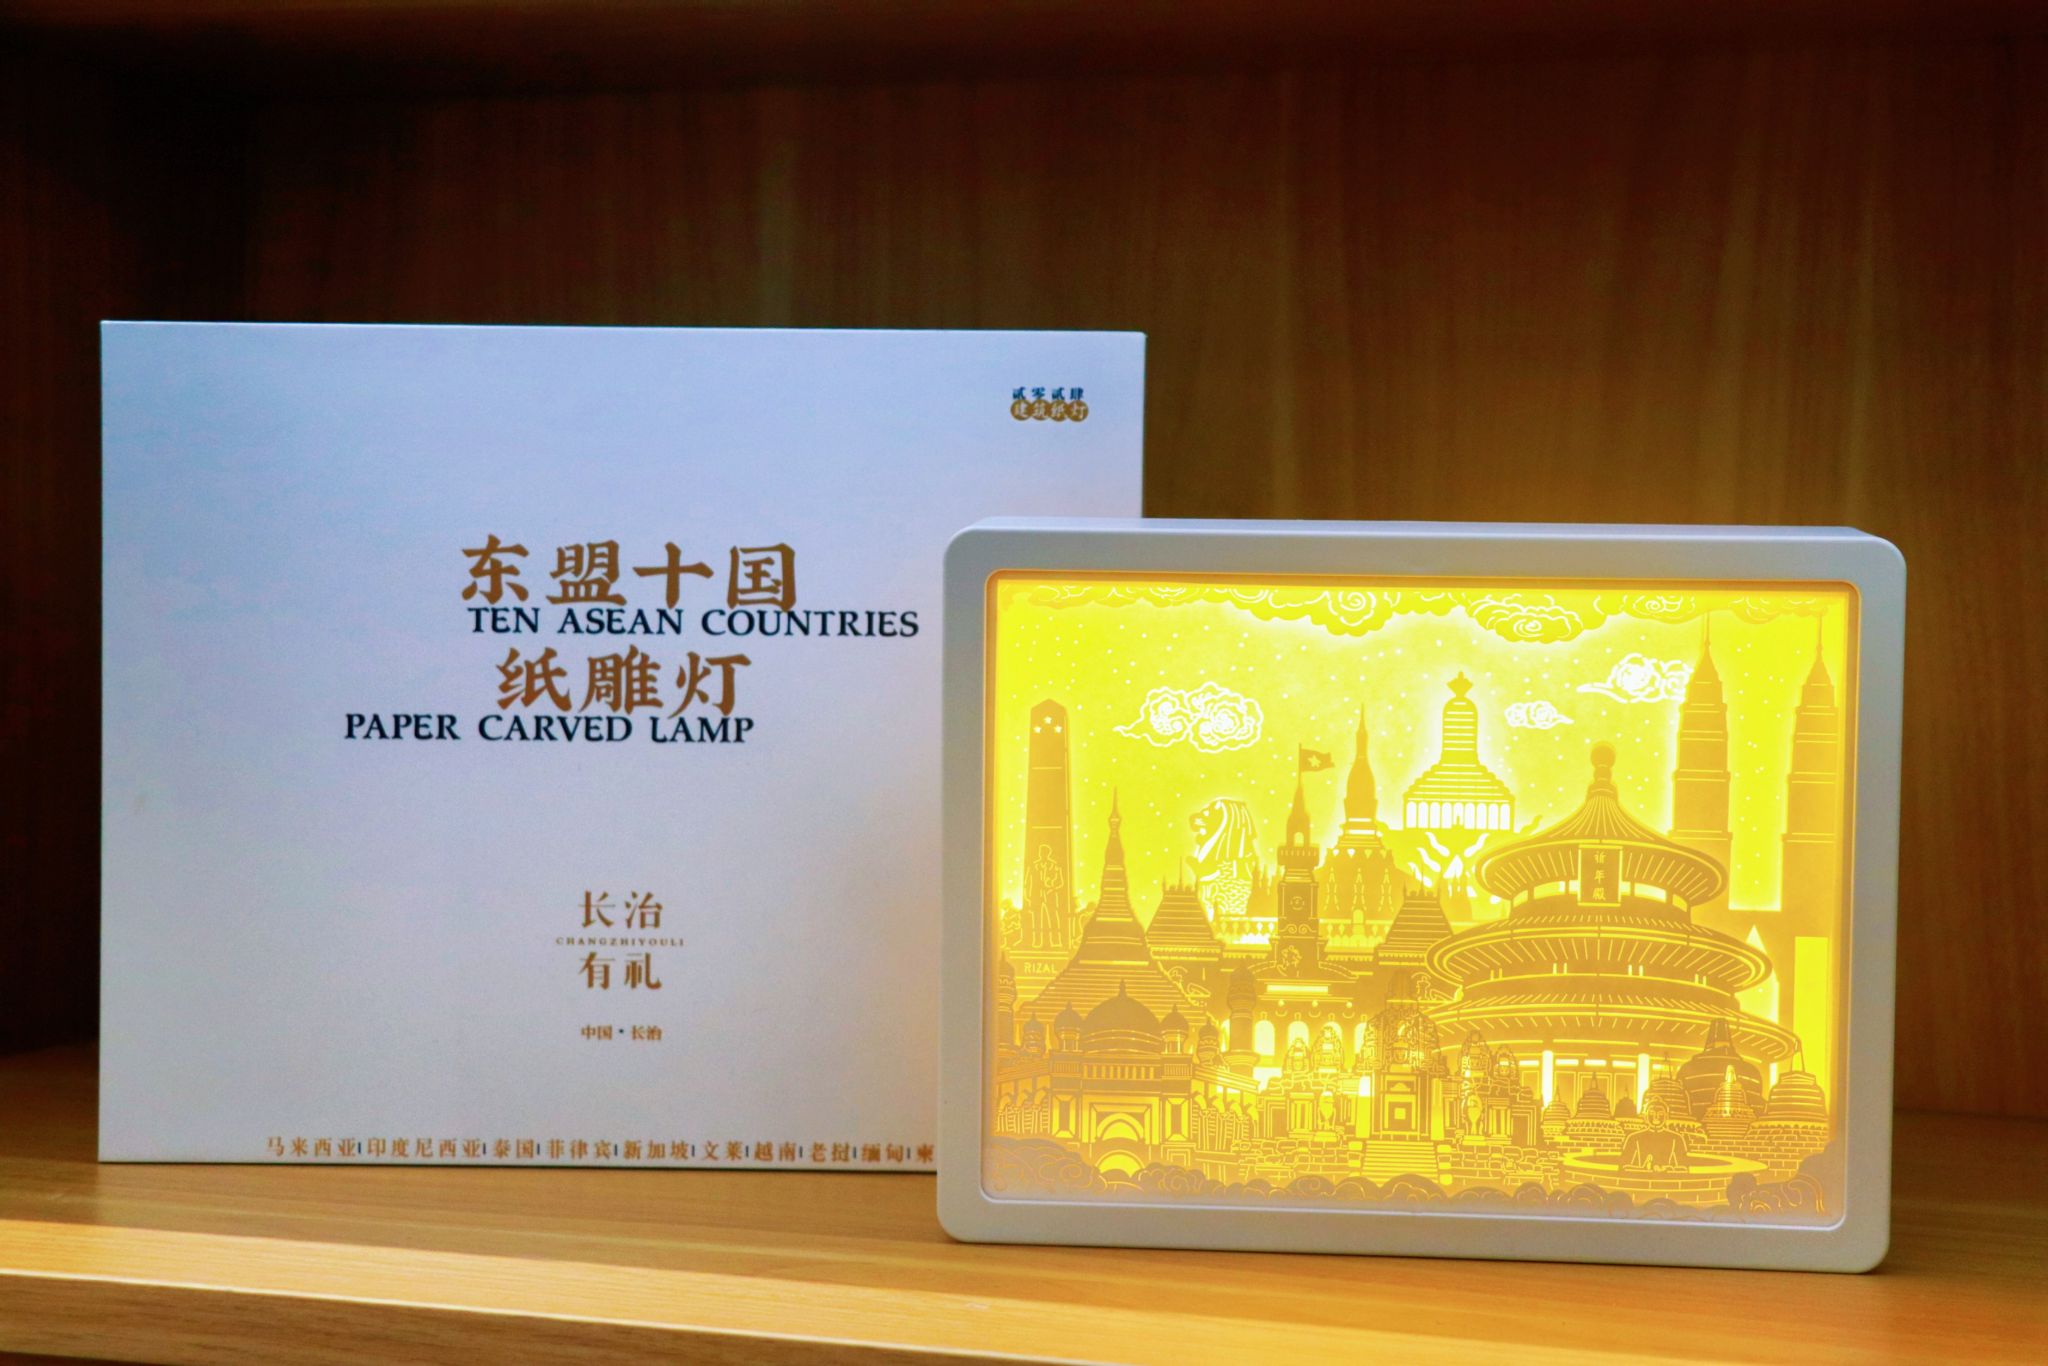 贰零贰肆
建筑纸灯
东盟十国
TEN ASEAN COUNTRIES
纸雕灯
PAPER CARVED LAMP
长治
CHANGZHIYOULI
有礼
中国·长治
马来西亚|印度尼西亚|泰国|菲律宾|新加坡|文莱|越南|老挝|缅甸|柬
祈年殿
RIZAL